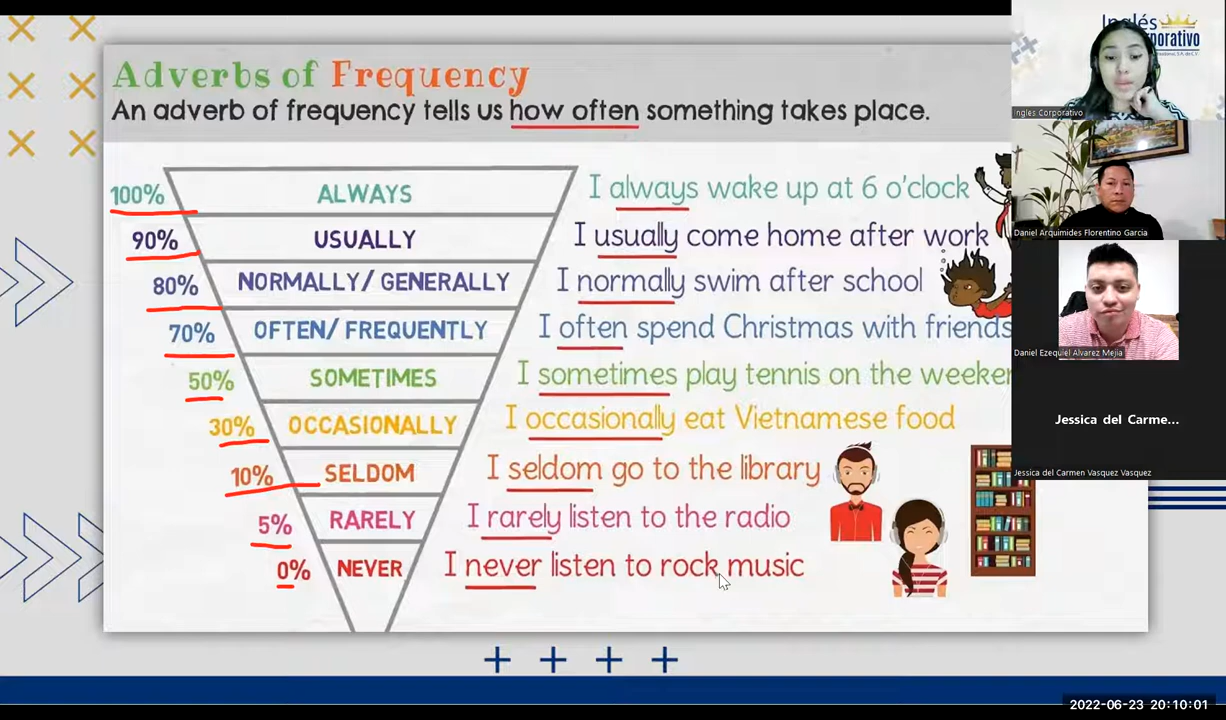 Adverbs of Frequency
An adverb of frequency tells us how often something takes place.
100% ALWAYS I always wake up at 6 o'clock
90% USUALLY I usually come home after work
80% NORMALLY/ GENERALLY I normally swim after school
70% OFTEN/ FREQUENTLY I often spend Christmas with friends
50% SOMETIMES I sometimes play tennis on the
30% OCCASIONALLY I occasionally eat Vietnamese food
10% SELDOM I seldom go to the library
5% RARELY I rarely listen to the radio
0% NEVER I never listen to rock music
Inglés
Ingles Corporativo
Daniel Arquimides Florentino Garcia
Daniel Ezequiel Alvarez Mejia
Jessica del Carme...
Jessica del Carmen Vasquez Vasquez
2022-06-23 20:10:01